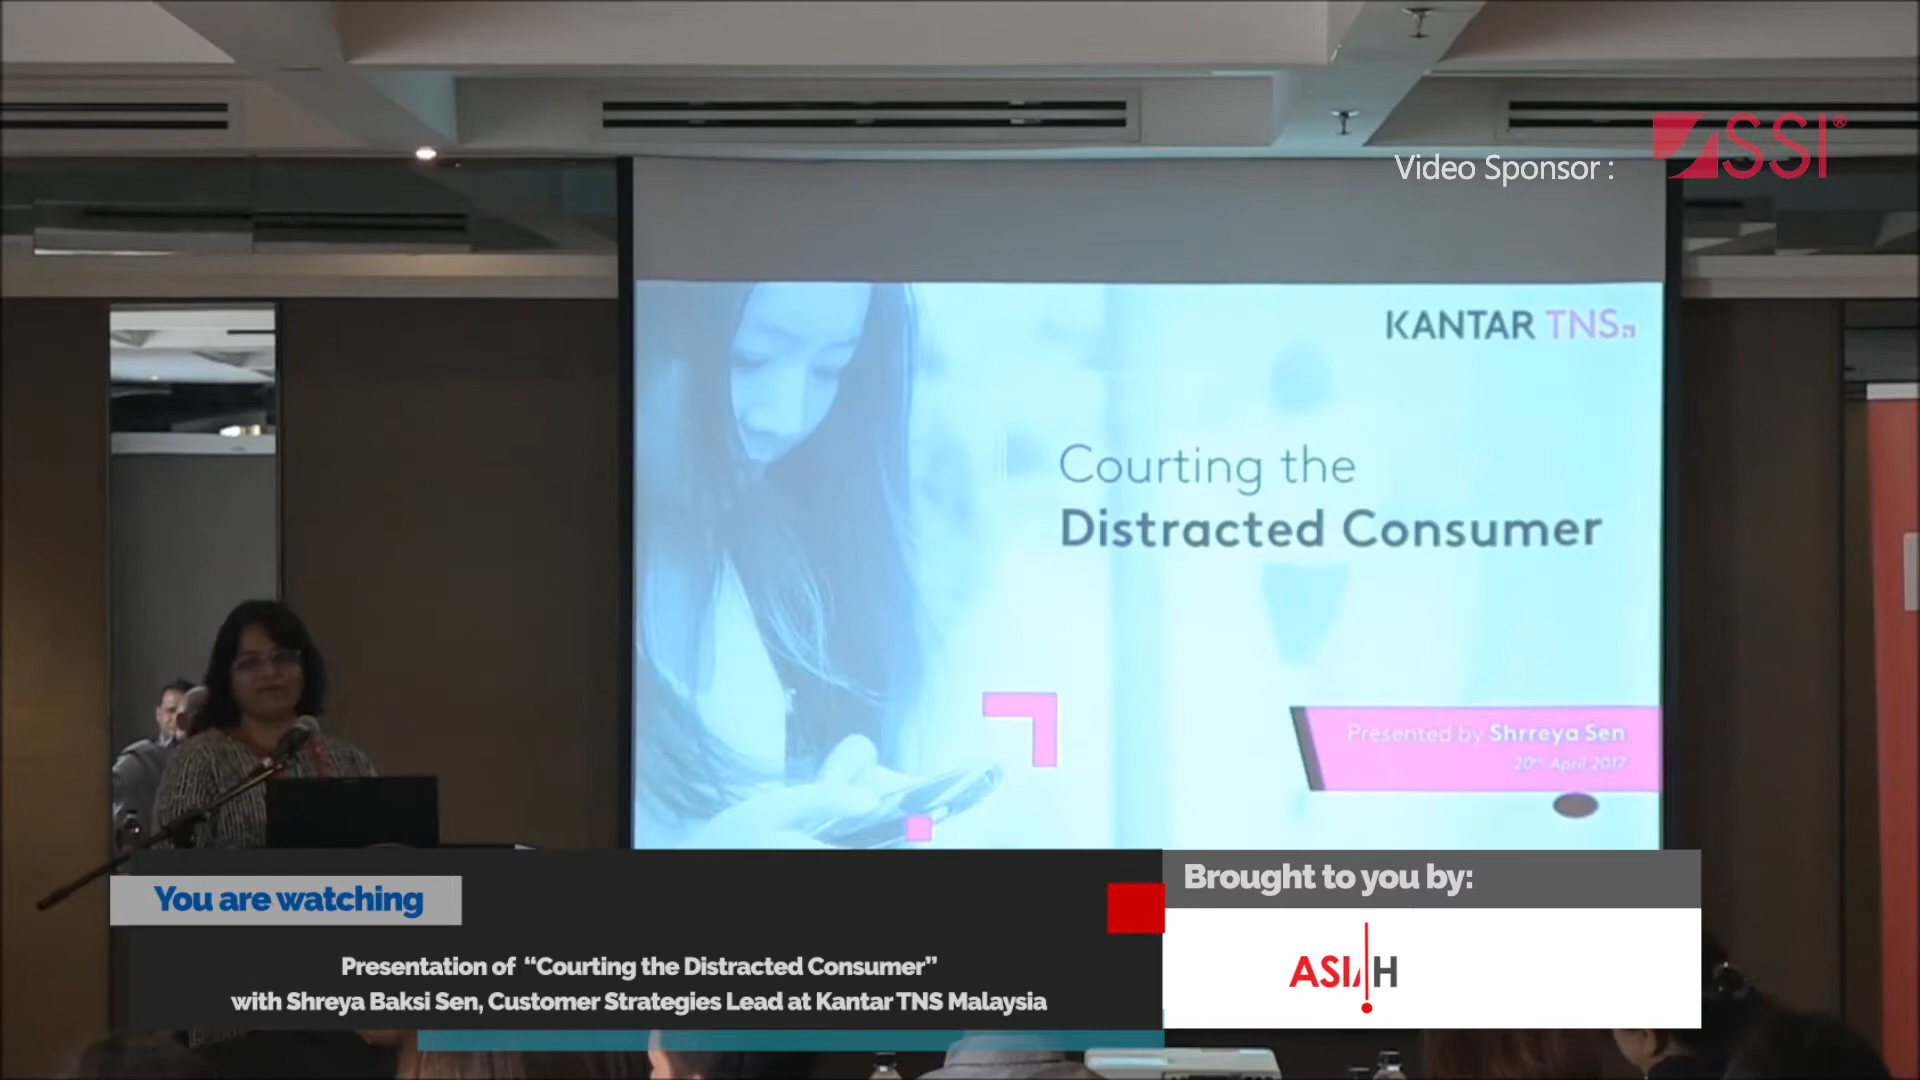 Video Sponsor :
SSI®
KANTAR TNS
Courting the
Distracted Consumer
Presented by Shrreya Sen
20th April 2017
You are watching
Presentation of “Courting the Distracted Consumer”
with Shreya Baksi Sen, Customer Strategies Lead at Kantar TNS Malaysia
Brought to you by: